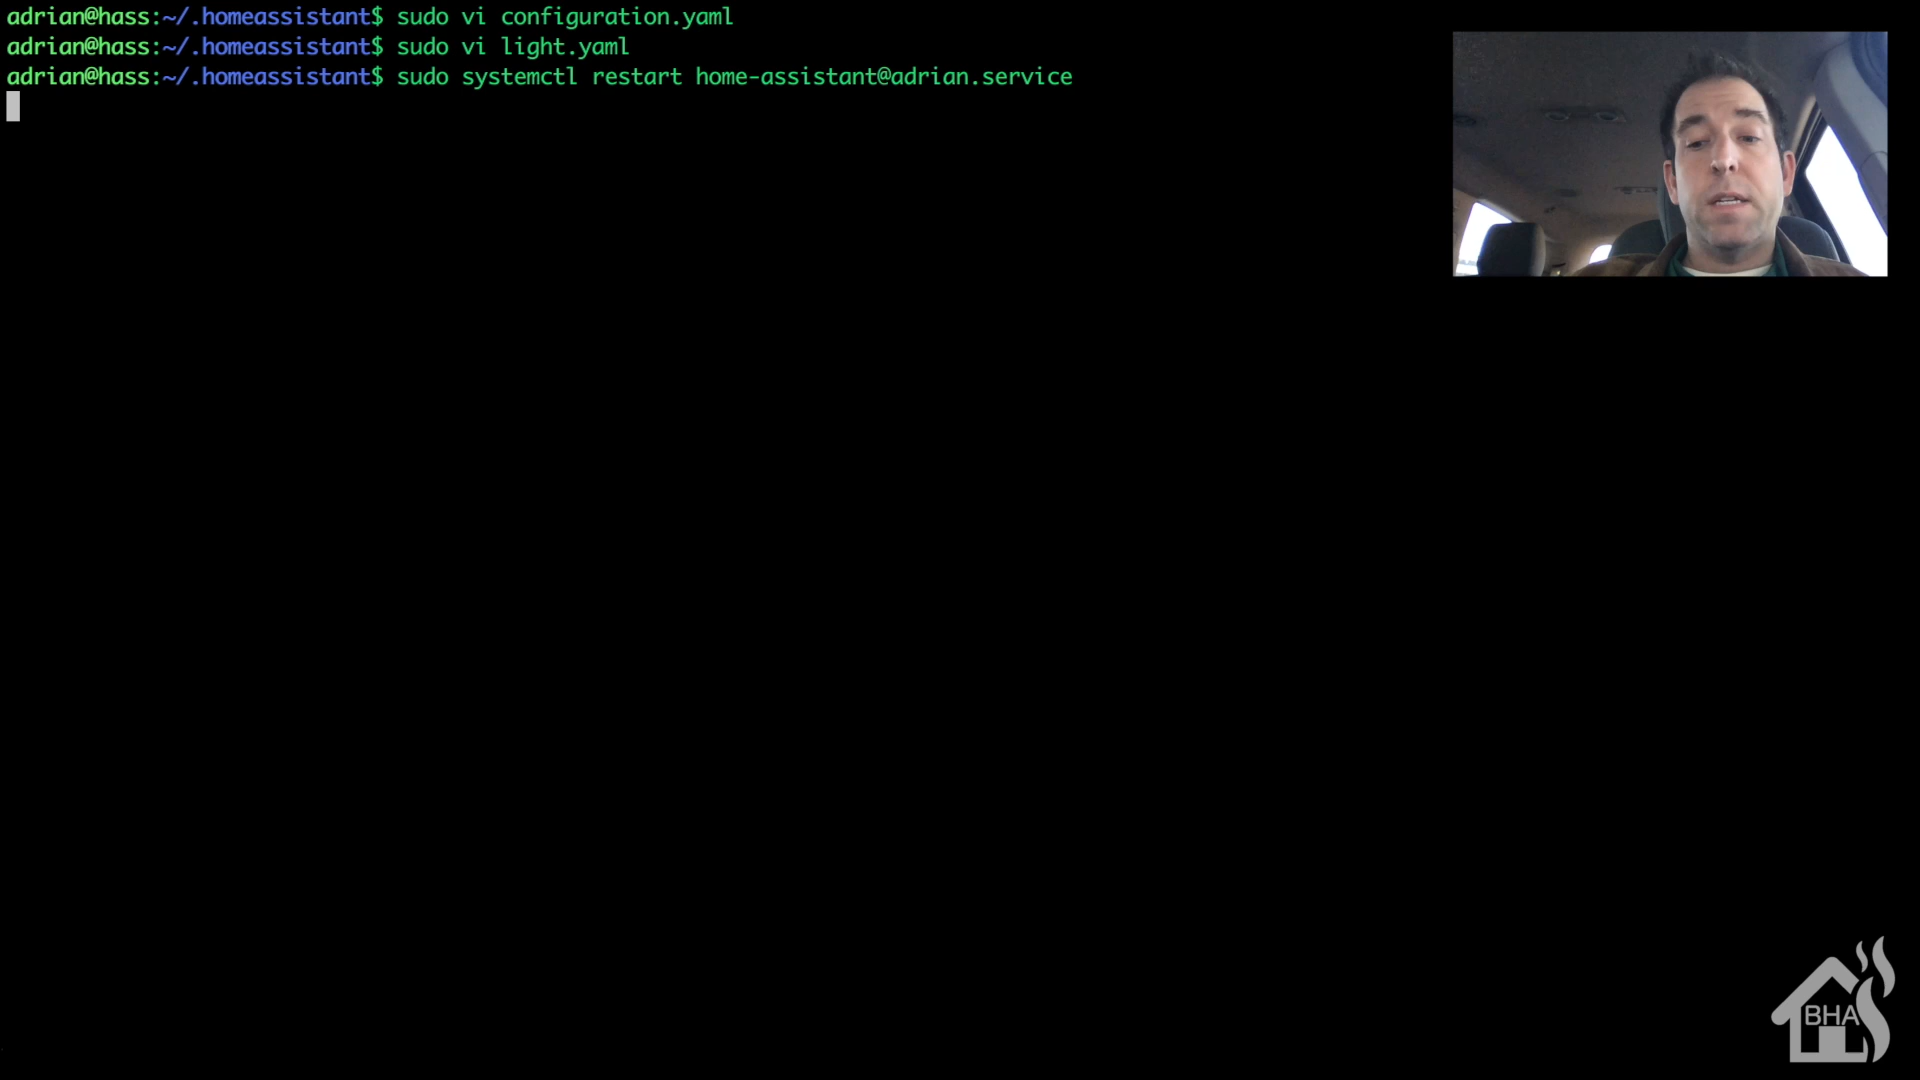 adrian@hass:~/.homeassistant$ sudo vi configuration.yaml
adrian@hass:~/.homeassistant$ sudo vi light.yaml
adrian@hass:~/.homeassistant$ sudo systemctl restart home-assistant@adrian.service
BHA